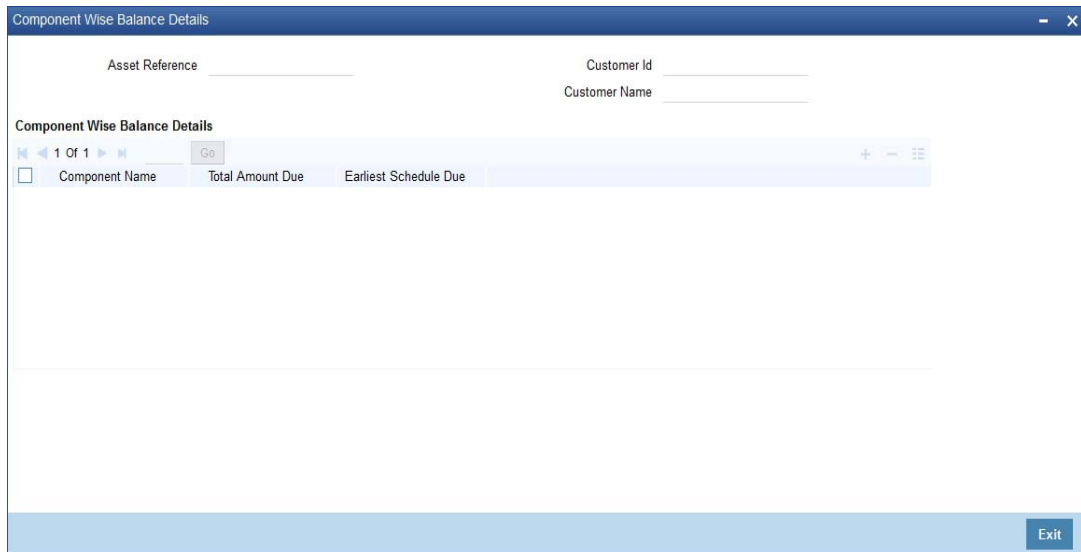 Component Wise Balance Details
Asset Reference
Customer Id
Customer Name
Component Wise Balance Details
1 Of 1 Go
Component Name Total Amount Due Earliest Schedule Due
Exit